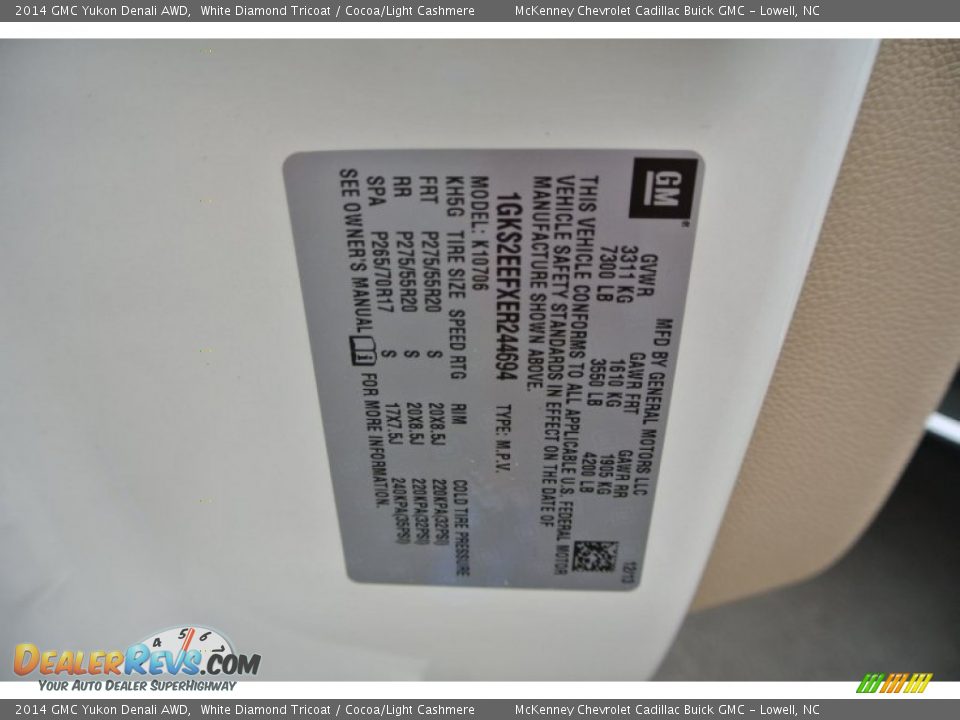 2014 GMC Yukon Denali AWD, White Diamond Tricoat / Cocoa/Light Cashmere McKenney Chevrolet Cadillac Buick GMC - Lowell, NC
GM®
MFD BY GENERAL MOTORS LLC 12/13
GVWR GAWR FRT GAWR RR
3311 KG 1610 KG 1905 KG
7300 LB 3550 LB 4200 LB
THIS VEHICLE CONFORMS TO ALL APPLICABLE U.S. FEDERAL MOTOR
VEHICLE SAFETY STANDARDS IN EFFECT ON THE DATE OF
MANUFACTURE SHOWN ABOVE.
1GKS2EEFXER244694 TYPE: M.P.V.
MODEL: K10706
KH5G TIRE SIZE SPEED RTG RIM COLD TIRE PRESSURE
FRT P275/55R20 S 20X8.5J 220KPA(32PSI)
RR P275/55R20 S 20X8.5J 220KPA(32PSI)
SPA P265/70R17 S 17X7.5J 240KPA(35PSI)
SEE OWNER'S MANUAL i FOR MORE INFORMATION.
4 5 6 7
DEALERREVS.COM
YOUR AUTO DEALER SUPERHIGHWAY
2014 GMC Yukon Denali AWD, White Diamond Tricoat / Cocoa/Light Cashmere McKenney Chevrolet Cadillac Buick GMC - Lowell, NC